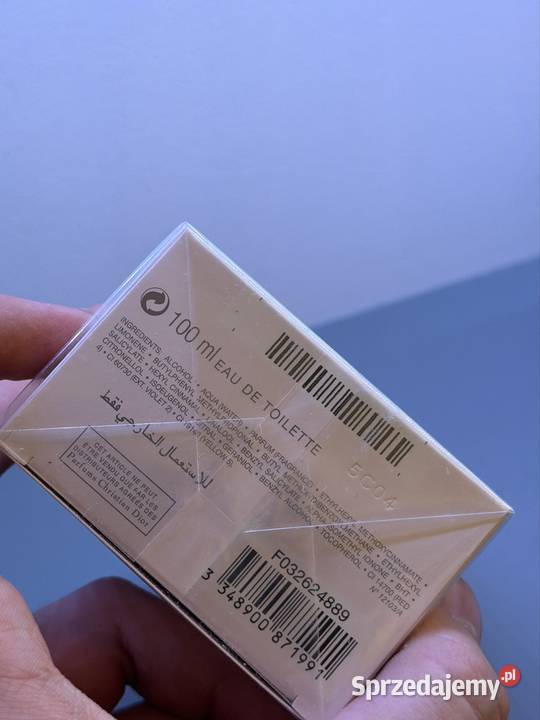 100 ml EAU DE TOILETTE
5C04
INGREDIENTS: ALCOHOL • AQUA (WATER) • PARFUM (FRAGRANCE) • ETHYLHEXYL METHOXYCINNAMATE •
LIMONENE • BUTYLPHENYL METHYLPROPIONAL • BUTYL METHOXYDIBENZOYLMETHANE • ETHYLHEXYL
SALICYLATE • HEXYL CINNAMAL • LINALOOL • BENZYL SALICYLATE • ALPHA-ISOMETHYL IONONE • BHT •
CITRONELLOL • ISOEUGENOL • CITRAL • GERANIOL • BENZYL ALCOHOL • TOCOPHEROL • CI 14700 (RED
4) • CI 60730 (EXT. VIOLET 2) • CI 19140 (YELLOW 5)
N° 12103/A
للاستعمال الخارجي فقط
CET ARTICLE NE PEUT
ÊTRE VENDU QUE PAR LES
DISTRIBUTEURS AGRÉÉS DES
Parfums Christian Dior
F032624889
3 348900 871991
Sprzedajemy.pl